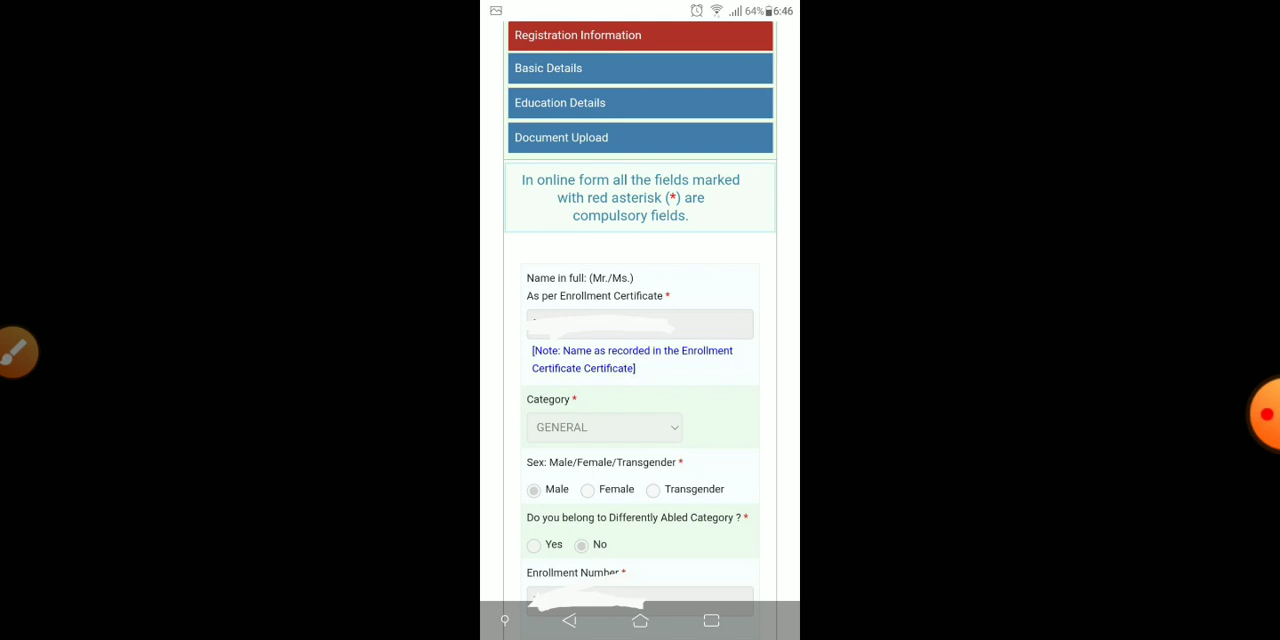 64% 6:46
Registration Information
Basic Details
Education Details
Document Upload
In online form all the fields marked
with red asterisk (*) are
compulsory fields.
Name in full: (Mr./Ms.)
As per Enrollment Certificate *
[Note: Name as recorded in the Enrollment
Certificate Certificate]
Category *
GENERAL
Sex: Male/Female/Transgender *
Male Female Transgender
Do you belong to Differently Abled Category ? *
Yes No
Enrollment Number *